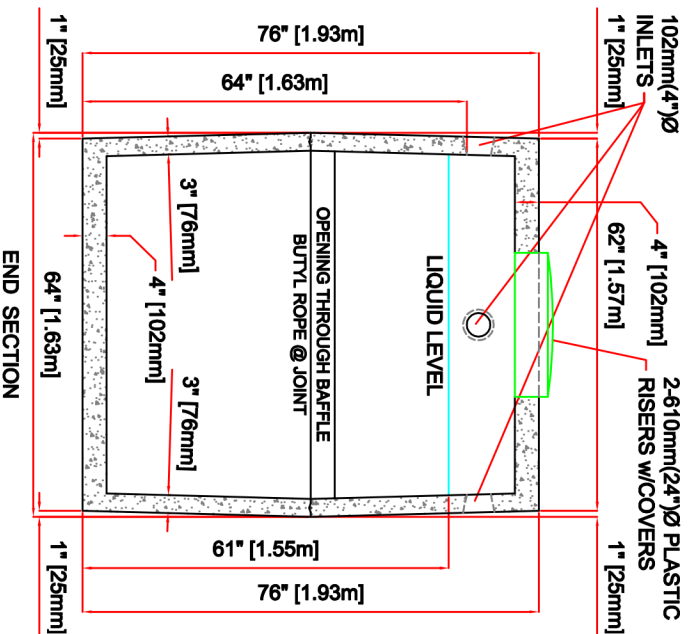 102mm(4")Ø
INLETS
1" [25mm]
4" [102mm]
62" [1.57m]
2-610mm(24")Ø PLASTIC
RISERS w/COVERS
1" [25mm]
76" [1.93m]
64" [1.63m]
LIQUID LEVEL
OPENING THROUGH BAFFLE
BUTYL ROPE @ JOINT
61" [1.55m]
76" [1.93m]
3" [76mm]
4" [102mm]
3" [76mm]
1" [25mm]
64" [1.63m]
1" [25mm]
END SECTION